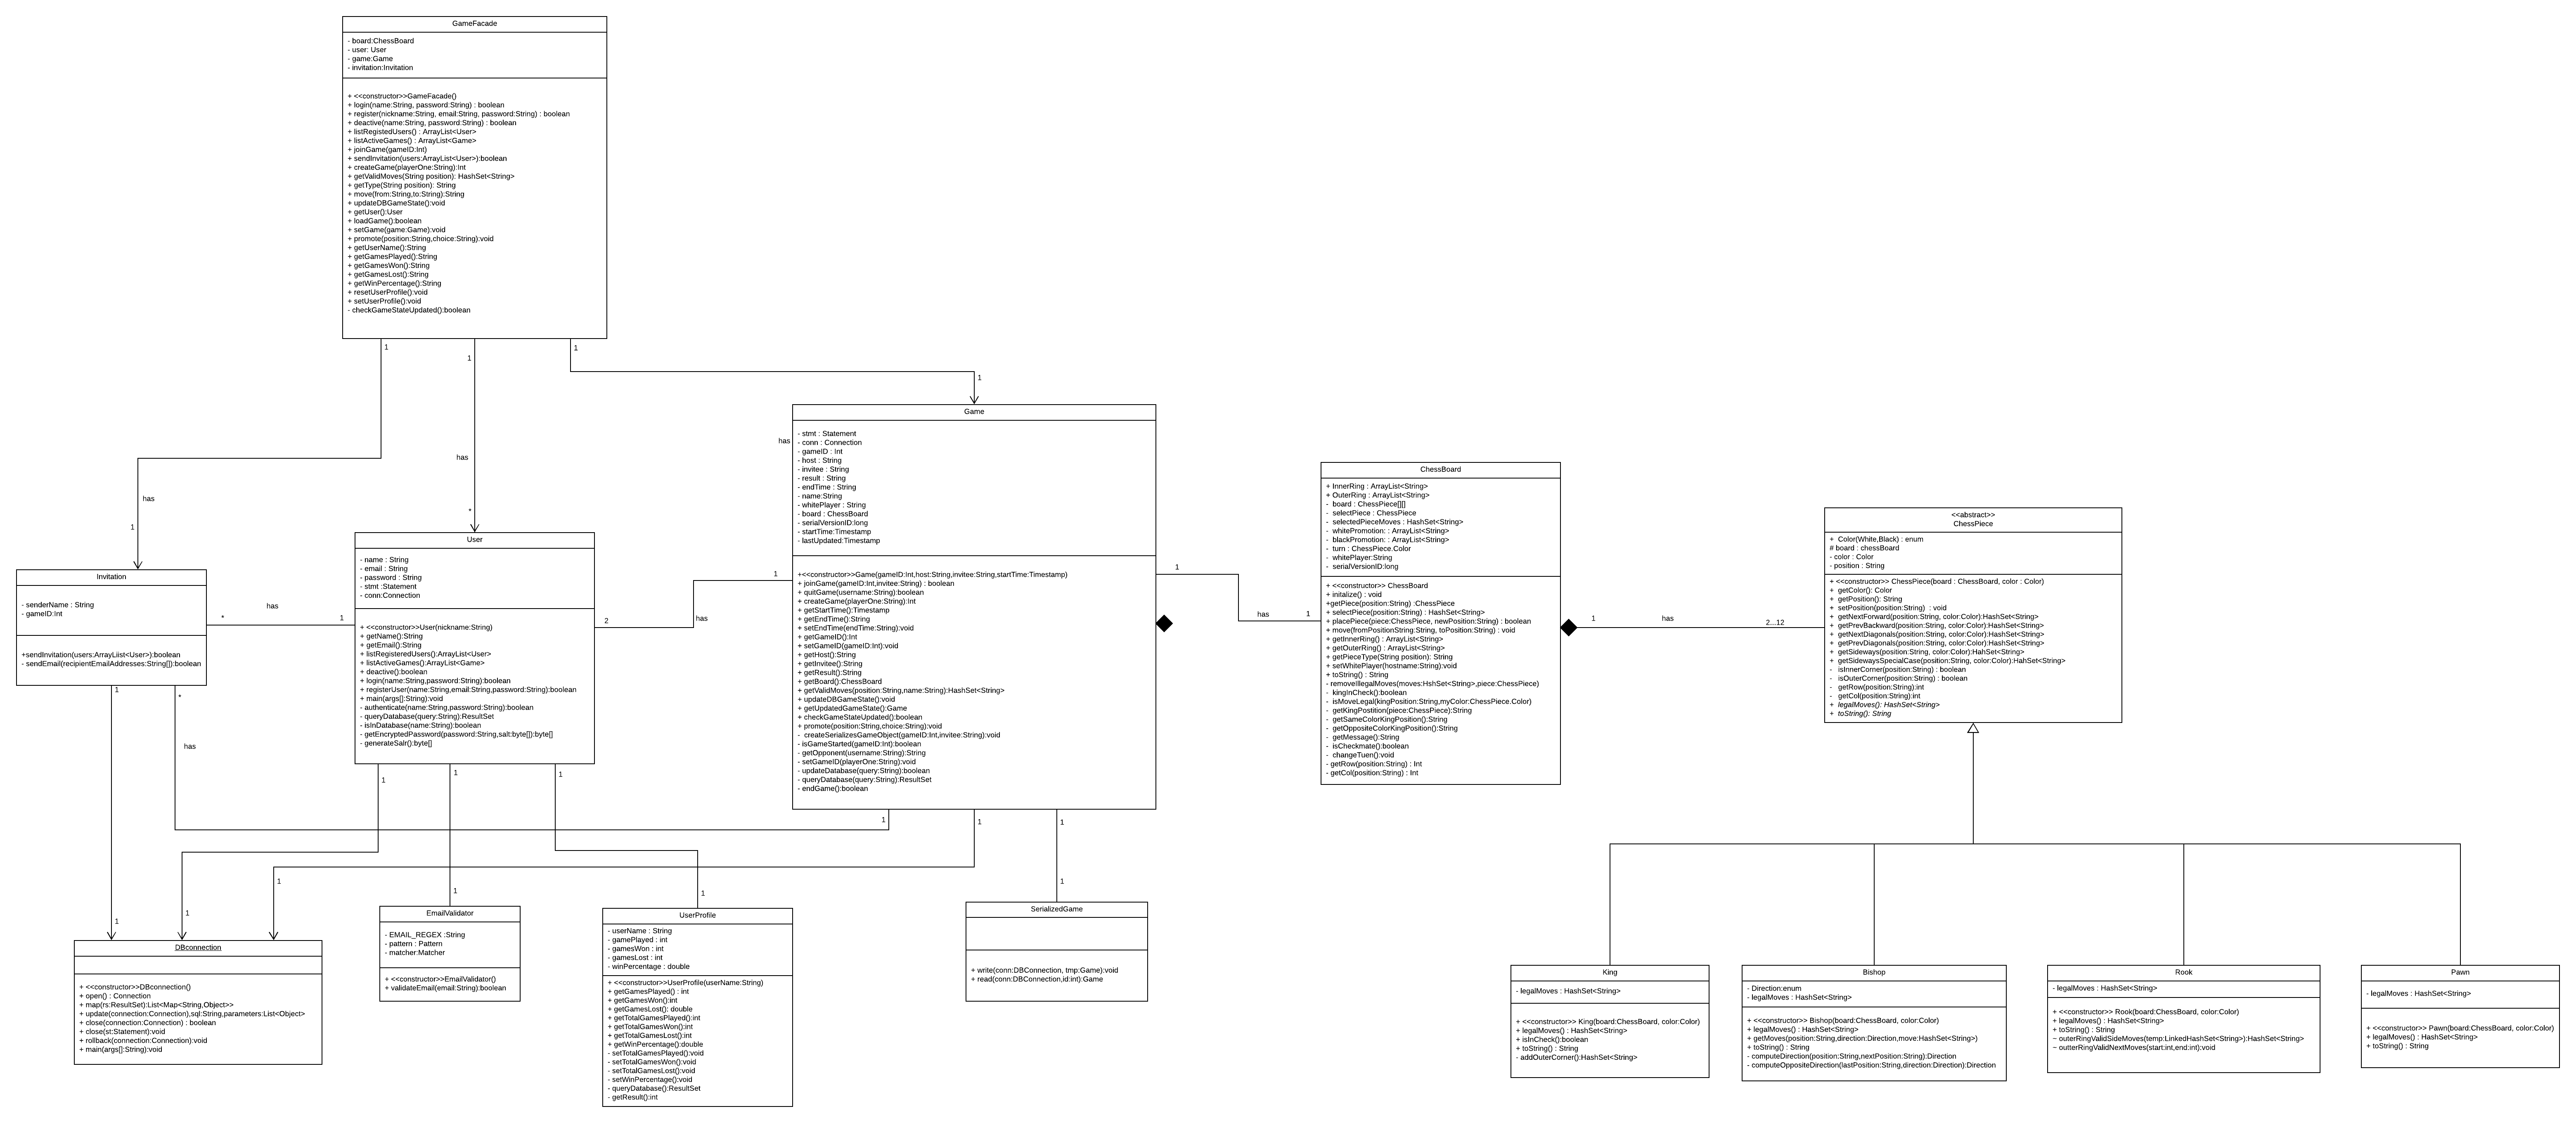 GameFacade
- board:ChessBoard
- user: User
- game:Game
- invitation:Invitation
+ <<constructor>>GameFacade()
+ login(name:String, password:String) : boolean
+ register(nickname:String, email:String, password:String) : boolean
+ deactive(name:String, password:String) : boolean
+ listRegistedUsers() : ArrayList<User>
+ listActiveGames() : ArrayList<Game>
+ joinGame(gameID:Int)
+ sendInvitation(users:ArrayList<User>):boolean
+ createGame(playerOne:String):Int
+ getValidMoves(String position): HashSet<String>
+ getType(String position): String
+ move(from:String,to:String):String
+ updateDBGameState():void
+ getUser():User
+ loadGame():boolean
+ setGame(game:Game):void
+ promote(position:String,choice:String):void
+ getUserName():String
+ getGamesPlayed():String
+ getGamesWon():String
+ getGamesLost():String
+ getWinPercentage():String
+ resetUserProfile():void
+ setUserProfile():void
- checkGameStateUpdated():boolean
1
1
1
1
has
has
has
1
*
Game
- stmt : Statement
- conn : Connection
- gameID : Int
- host : String
- invitee : String
- result : String
- endTime : String
- name:String
- whitePlayer : String
- board : ChessBoard
- serialVersionID:long
- startTime:Timestamp
- lastUpdated:Timestamp
+<<constructor>>Game(gameID:Int,host:String,invitee:String,startTime:Timestamp)
+ joinGame(gameID:Int,invitee:String) : boolean
+ quitGame(username:String):boolean
+ createGame(playerOne:String):Int
+ getStartTime():Timestamp
+ getEndTime():String
+ setEndTime(endTime:String):void
+ getGameID():Int
+ setGameID(gameID:Int):void
+ getHost():String
+ getInvitee():String
+ getResult():String
+ getBoard():ChessBoard
+ getValidMoves(position:String,name:String):HashSet<String>
+ updateDBGameState():void
+ getUpdatedGameState():Game
+ checkGameStateUpdated():boolean
+ promote(position:String,choice:String):void
- createSerializesGameObject(gameID:Int,invitee:String):void
- isGameStarted(gameID:Int):boolean
- getOpponent(username:String):String
- setGameID(playerOne:String):void
- updateDatabase(query:String):boolean
- queryDatabase(query:String):ResultSet
- endGame():boolean
ChessBoard
+ InnerRing : ArrayList<String>
+ OuterRing : ArrayList<String>
- board : ChessPiece[][]
- selectPiece : ChessPiece
- selectedPieceMoves : HashSet<String>
- whitePromotion: : ArrayList<String>
- blackPromotion: : ArrayList<String>
- turn : ChessPiece.Color
- whitePlayer:String
- serialVersionID:long
+ <<constructor>> ChessBoard
+ initalize() : void
+getPiece(position:String) :ChessPiece
+ selectPiece(position:String) : HashSet<String>
+ placePiece(piece:ChessPiece, newPosition:String) : boolean
+ move(fromPositionString:String, toPosition:String) : void
+ getInnerRing() : ArrayList<String>
+ getOuterRing() : ArrayList<String>
+ getPieceType(String position): String
+ setWhitePlayer(hostname:String):void
+ toString() : String
- removeIllegalMoves(moves:HshSet<String>,piece:ChessPiece)
- kingInCheck():boolean
- isMoveLegal(kingPosition:String,myColor:ChessPiece.Color)
- getKingPostition(piece:ChessPiece):String
- getSameColorKingPosition():String
- getOppositeColorKingPosition():String
- getMessage():String
- isCheckmate():boolean
- changeTuen():void
- getRow(position:String) : Int
- getCol(position:String) : Int
<<abstract>>
ChessPiece
+ Color(White,Black) : enum
# board : chessBoard
- color : Color
- position : String
+ <<constructor>> ChessPiece(board : ChessBoard, color : Color)
+ getColor(): Color
+ getPosition(): String
+ setPosition(position:String) : void
+ getNextForward(position:String, color:Color):HashSet<String>
+ getPrevBackward(position:String, color:Color):HashSet<String>
+ getNextDiagonals(position:String, color:Color):HashSet<String>
+ getPrevDiagonals(position:String, color:Color):HashSet<String>
+ getSideways(position:String, color:Color):HahSet<String>
+ getSidewaysSpecialCase(position:String, color:Color):HahSet<String>
- isInnerCorner(position:String) : boolean
- isOuterCorner(position:String) : boolean
- getRow(position:String):int
- getCol(position:String):int
+ legalMoves(): HashSet<String>
+ toString(): String
1
has
1
1
has
2...12
Invitation
- senderName : String
- gameID:Int
+sendInvitation(users:ArrayLiist<User>):boolean
- sendEmail(recipientEmailAddresses:String[]):boolean
*
has
1
User
- name : String
- email : String
- password : String
- stmt :Statement
- conn:Connection
+ <<constructor>>User(nickname:String)
+ getName():String
+ getEmail():String
+ listRegisteredUsers():ArrayList<User>
+ listActiveGames():ArrayList<Game>
+ deactive():boolean
+ login(name:String,password:String):boolean
+ registerUser(name:String,email:String,password:String):boolean
+ main(args[]:String):void
- authenticate(name:String,password:String):boolean
- queryDatabase(query:String):ResultSet
- isInDatabase(name:String):boolean
- getEncryptedPassword(password:String,salt:byte[]):byte[]
- generateSalr():byte[]
2
has
1
1
*
has
1
1
1
1
1
1
1
1
1
1
1
1
DBconnection
+ <<constructor>>DBconnection()
+ open() : Connection
+ map(rs:ResultSet):List<Map<String,Object>>
+ update(connection:Connection),sql:String,parameters:List<Object>
+ close(connection:Connection) : boolean
+ close(st:Statement):void
+ rollback(connection:Connection):void
+ main(args[]:String):void
EmailValidator
- EMAIL_REGEX :String
- pattern : Pattern
- matcher:Matcher
+ <<constructor>>EmailValidator()
+ validateEmail(email:String):boolean
UserProfile
- userName : String
- gamePlayed : int
- gamesWon : int
- gamesLost : int
- winPercentage : double
+ <<constructor>>UserProfile(userName:String)
+ getGamesPlayed() : int
+ getGamesWon():int
+ getGamesLost(): double
+ getTotalGamesPlayed():int
+ getTotalGamesWon():int
+ getTotalGamesLost():int
+ getWinPercentage():double
- setTotalGamesPlayed():void
- setTotalGamesWon():void
- setTotalGamesLost():void
- setWinPercentage():void
- queryDatabase():ResultSet
- getResult():int
SerializedGame
+ write(conn:DBConnection, tmp:Game):void
+ read(conn:DBConnection,id:int):Game
King
- legalMoves : HashSet<String>
+ <<constructor>> King(board:ChessBoard, color:Color)
+ legalMoves() : HashSet<String>
+ isInCheck():boolean
+ toString() : String
- addOuterCorner():HashSet<String>
Bishop
- Direction:enum
- legalMoves : HashSet<String>
+ <<constructor>> Bishop(board:ChessBoard, color:Color)
+ legalMoves() : HashSet<String>
+ getMoves(position:String,direction:Direction,move:HashSet<String>)
+ toString() : String
- computeDirection(position:String,nextPosition:String):Direction
- computeOppositeDirection(lastPosition:String,direction:Direction):Direction
Rook
- legalMoves : HashSet<String>
+ <<constructor>> Rook(board:ChessBoard, color:Color)
+ legalMoves() : HashSet<String>
+ toString() : String
~ outerRingValidSideMoves(temp:LinkedHashSet<String>):HashSet<String>
~ outterRingValidNextMoves(start:int,end:int):void
Pawn
- legalMoves : HashSet<String>
+ <<constructor>> Pawn(board:ChessBoard, color:Color)
+ legalMoves() : HashSet<String>
+ toString() : String